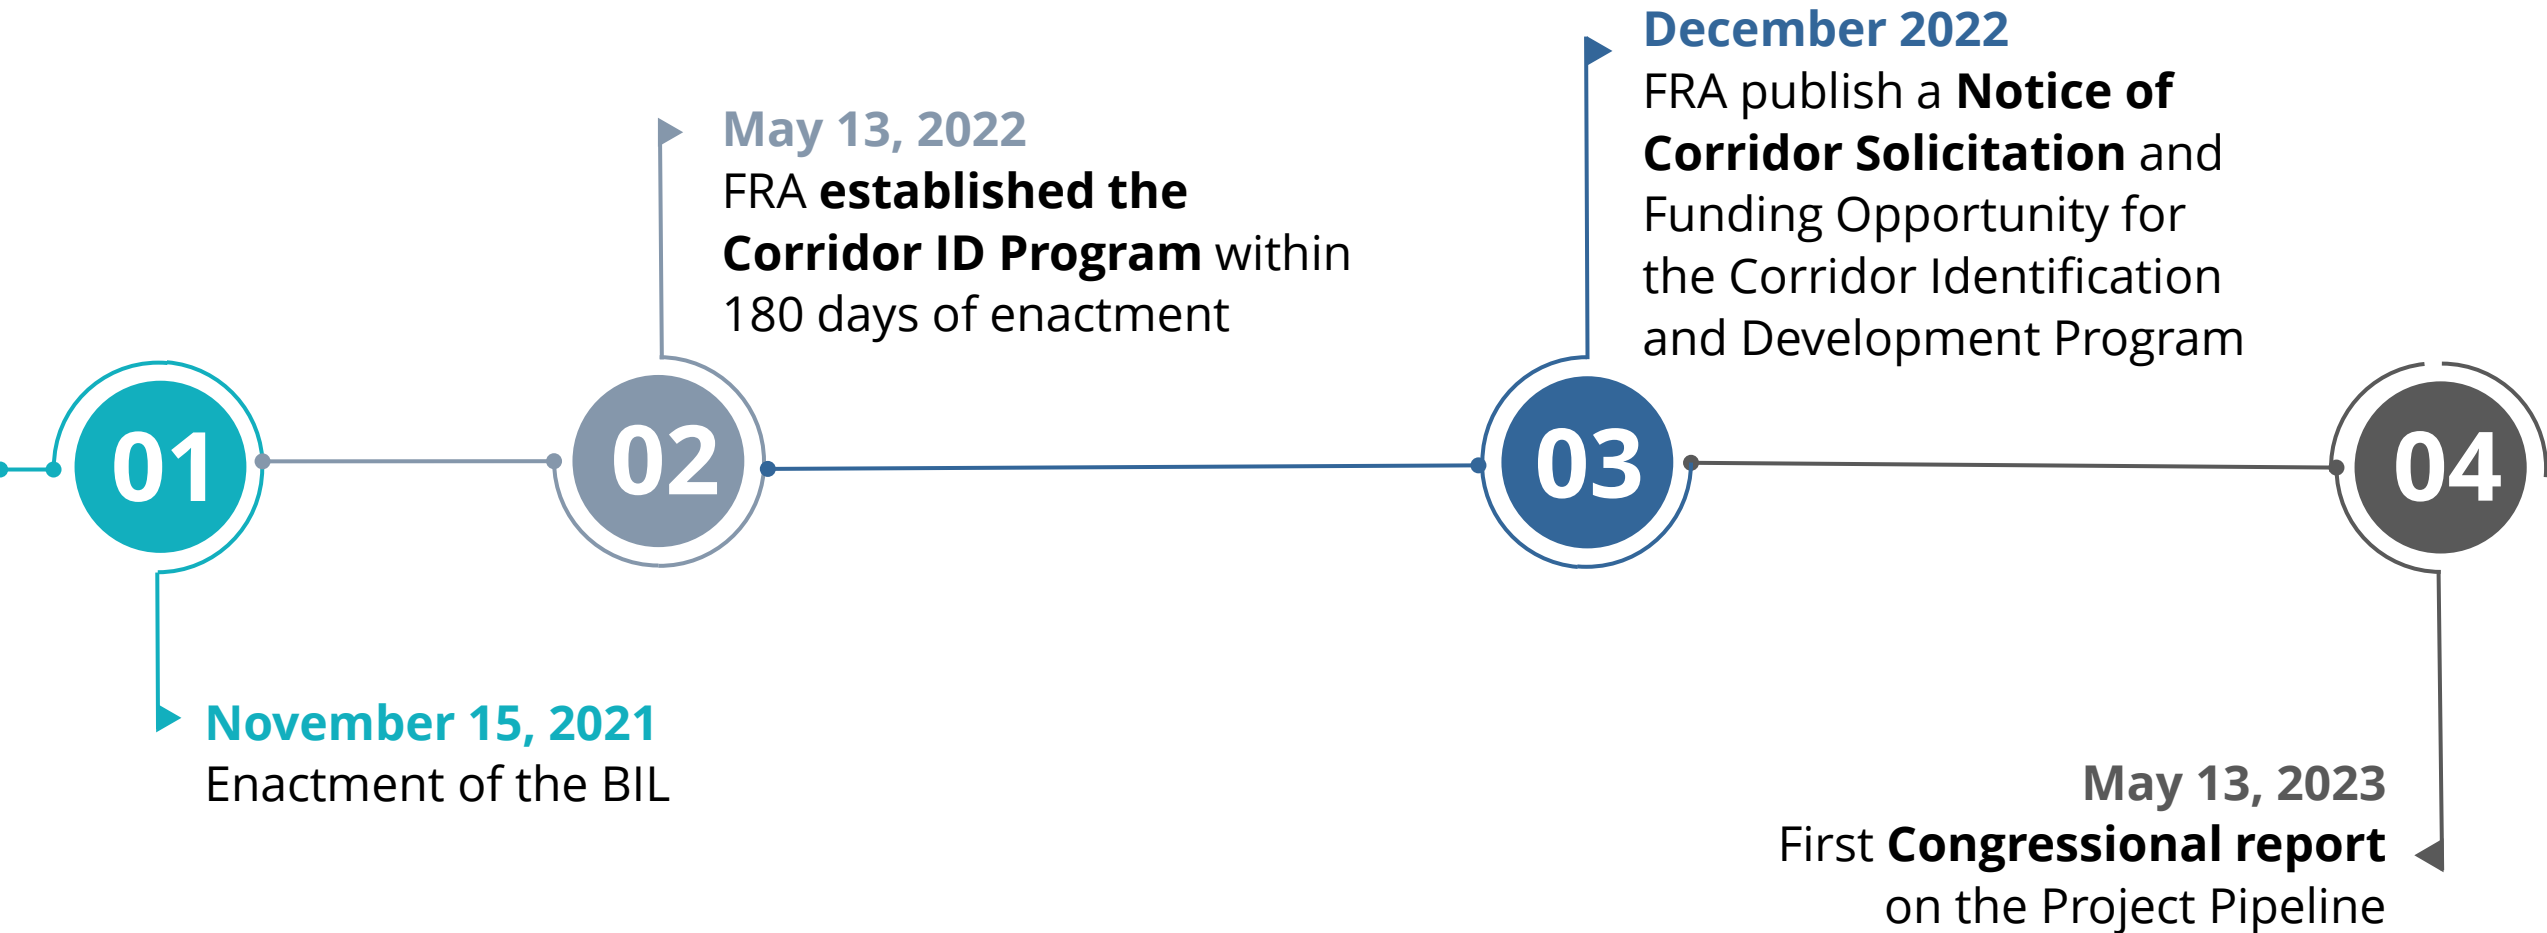 01
November 15, 2021
Enactment of the BIL
02
May 13, 2022
FRA established the
Corridor ID Program within
180 days of enactment
03
December 2022
FRA publish a Notice of
Corridor Solicitation and
Funding Opportunity for
the Corridor Identification
and Development Program
04
May 13, 2023
First Congressional report
on the Project Pipeline